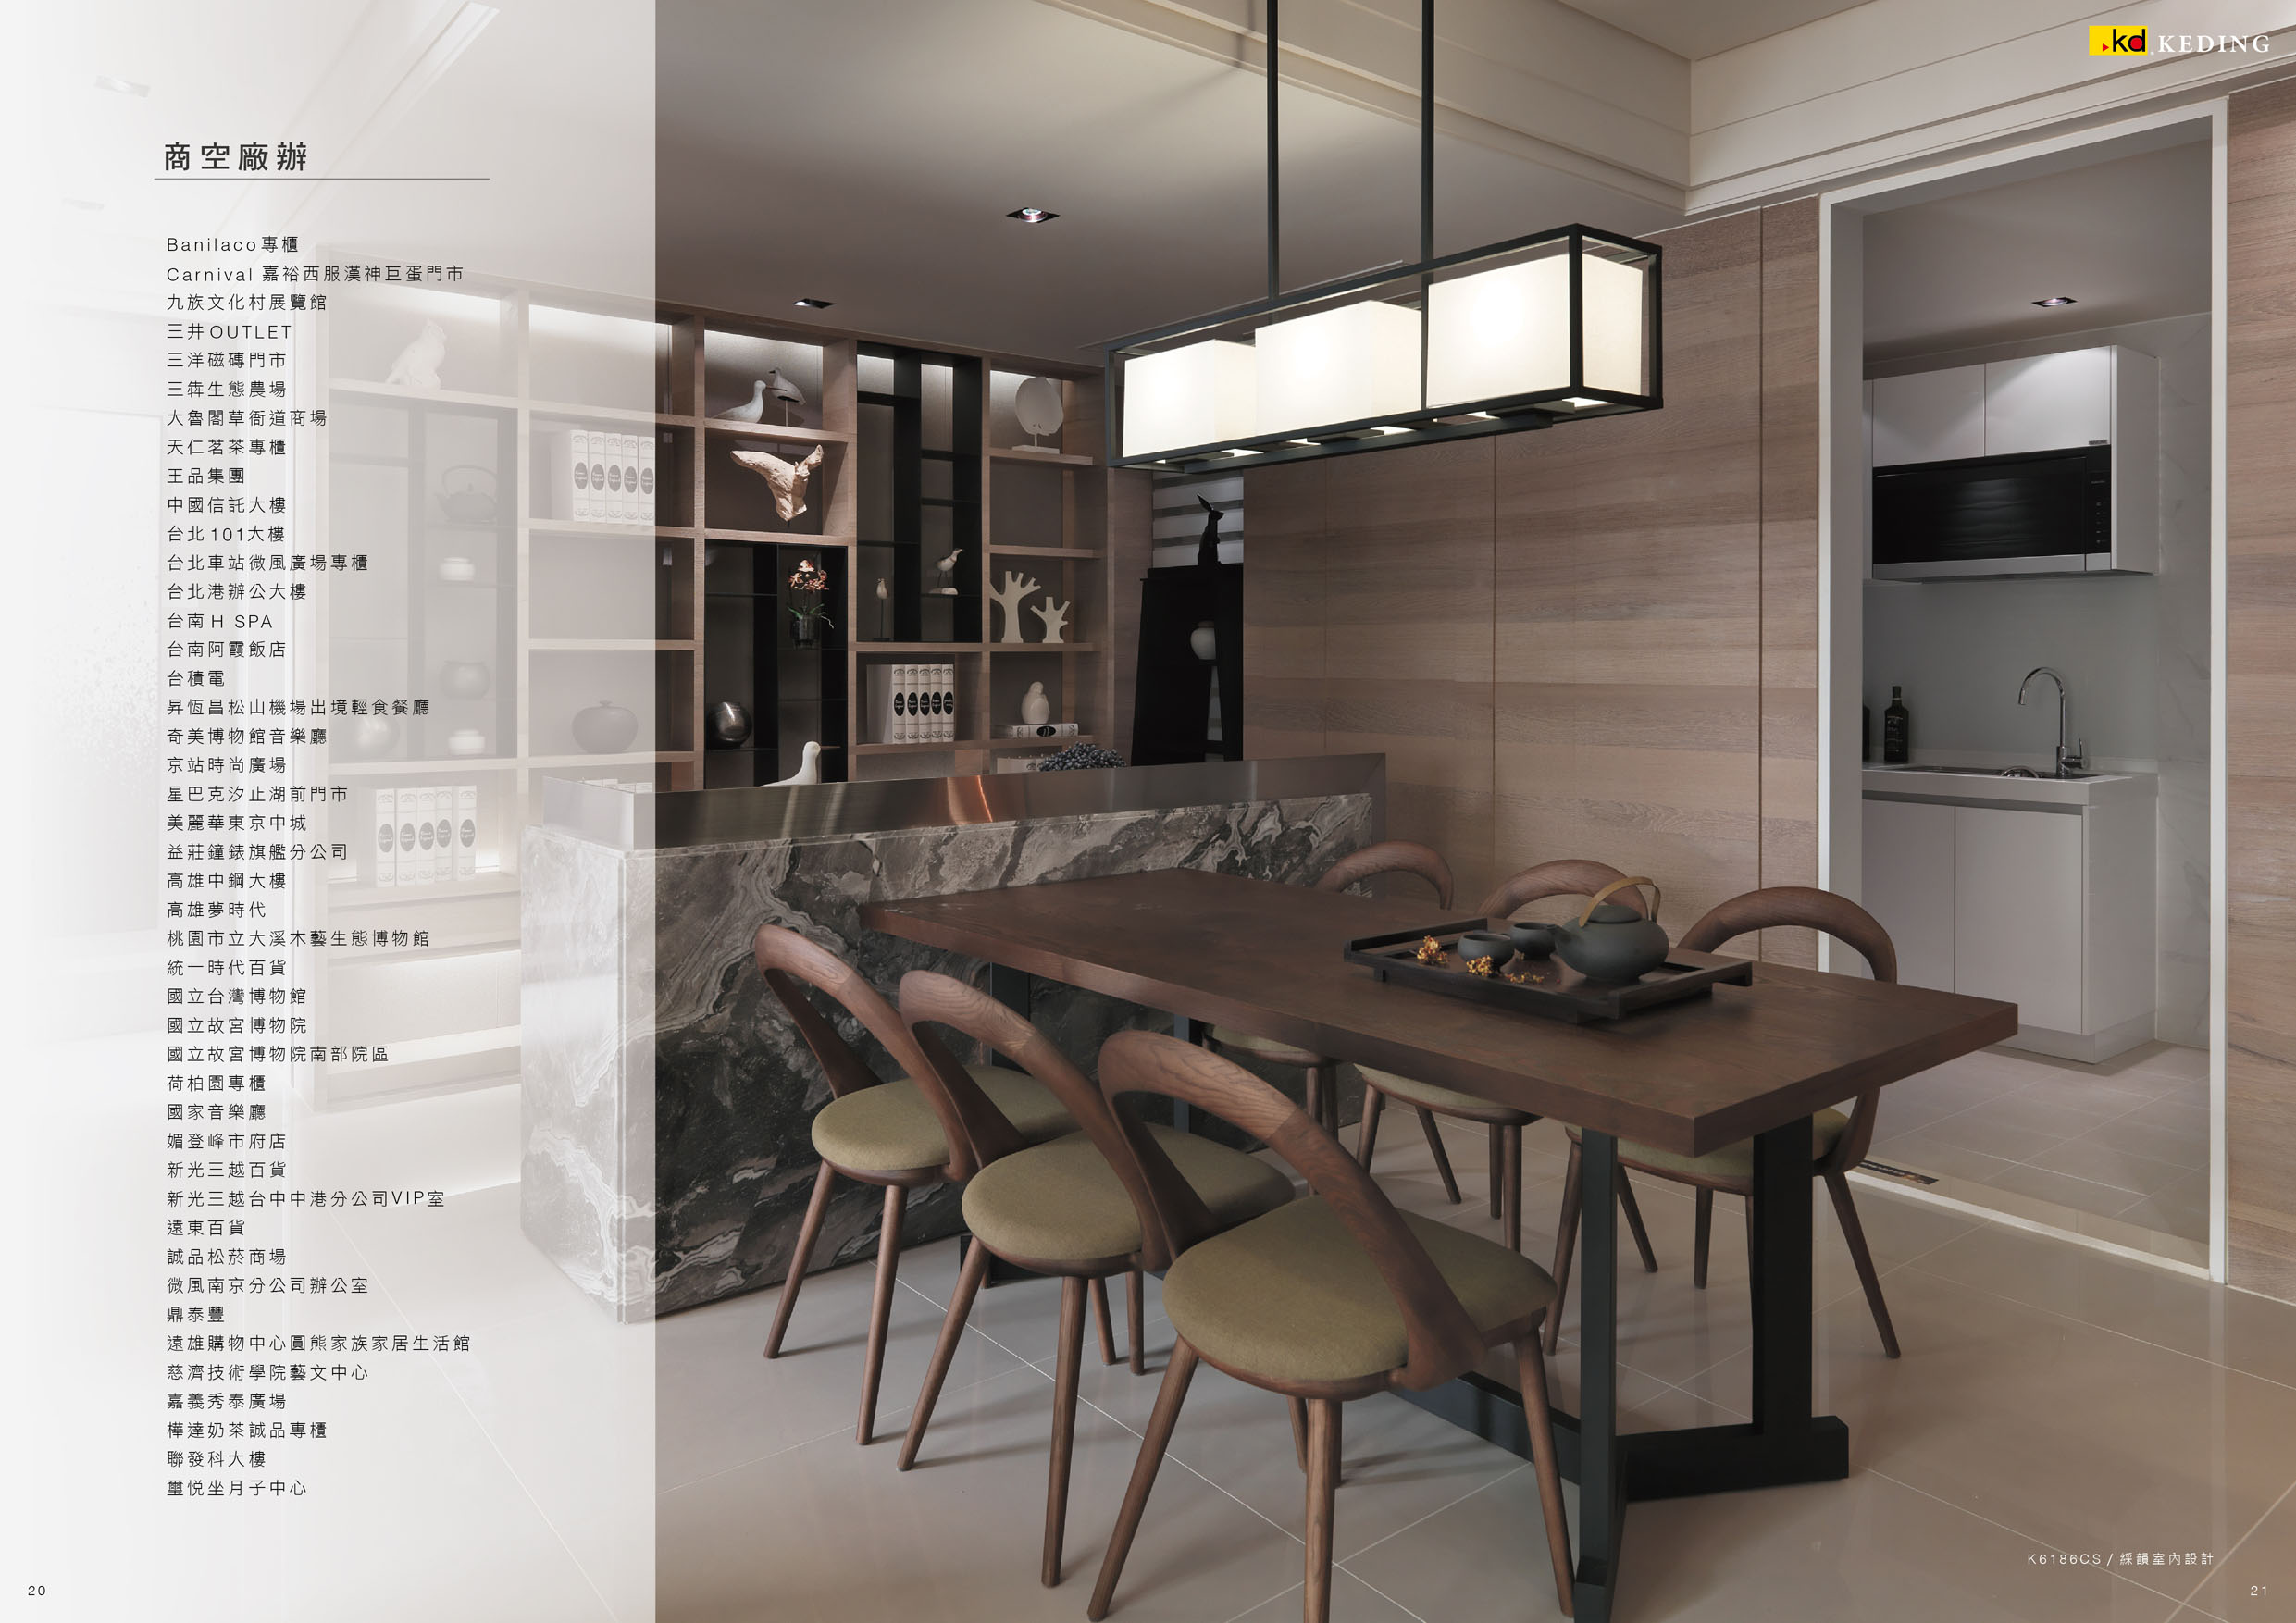 商空廠辦
Banilaco專櫃
Carnival 嘉裕西服漢神巨蛋門市
九族文化村展覽館
三井OUTLET
三洋磁磚門市
三犇生態農場
大魯閣草衙道商場
天仁茗茶專櫃
王品集團
中國信託大樓
台北101大樓
台北車站微風廣場專櫃
台北港辦公大樓
台南H SPA
台南阿霞飯店
台積電
昇恆昌松山機場出境輕食餐廳
奇美博物館音樂廳
京站時尚廣場
星巴克汐止湖前門市
美麗華東京中城
益莊鐘錶旗艦分公司
高雄中鋼大樓
高雄夢時代
桃園市立大溪木藝生態博物館
統一時代百貨
國立台灣博物館
國立故宮博物院
國立故宮博物院南部院區
荷柏園專櫃
國家音樂廳
媚登峰市府店
新光三越百貨
新光三越台中中港分公司VIP室
遠東百貨
誠品松菸商場
微風南京分公司辦公室
鼎泰豐
遠雄購物中心圓熊家族家居生活館
慈濟技術學院藝文中心
嘉義秀泰廣場
樺達奶茶誠品專櫃
聯發科大樓
璽悅坐月子中心
20
kd KEDING
K6186CS / 綵韻室內設計
21